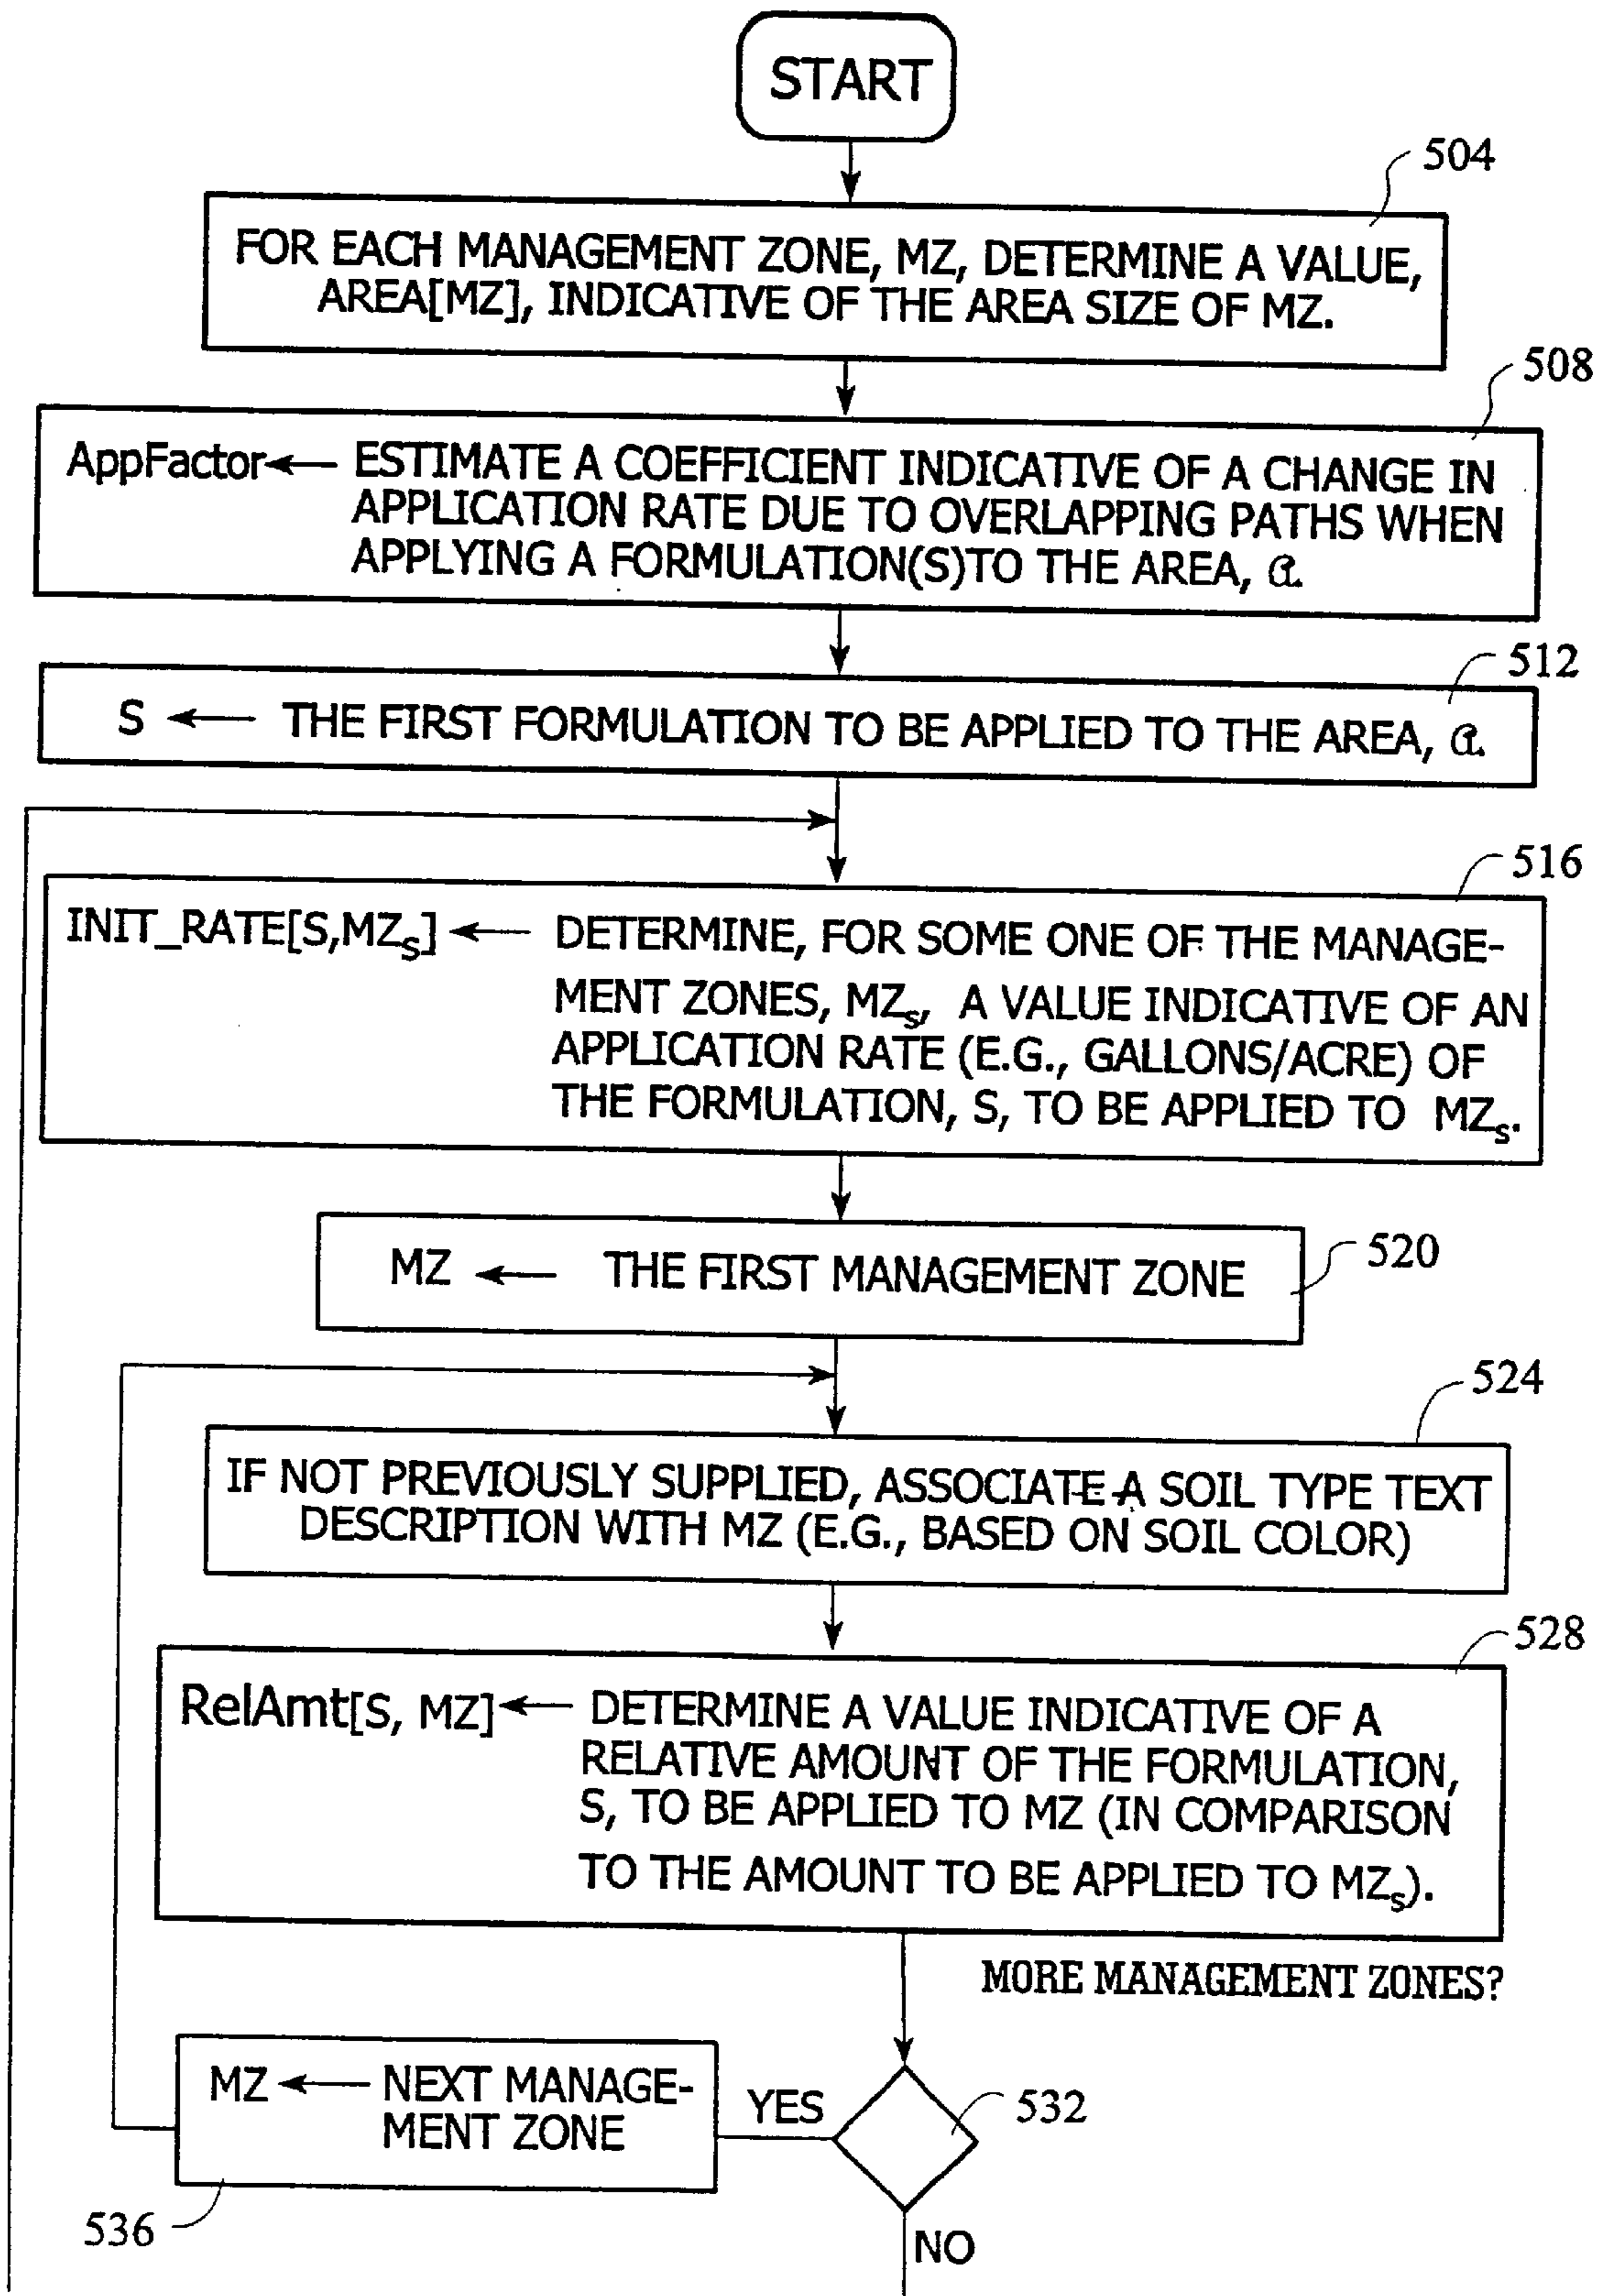 START
504
FOR EACH MANAGEMENT ZONE, MZ, DETERMINE A VALUE,
AREA[MZ], INDICATIVE OF THE AREA SIZE OF MZ.
508
AppFactor← ESTIMATE A COEFFICIENT INDICATIVE OF A CHANGE IN
APPLICATION RATE DUE TO OVERLAPPING PATHS WHEN
APPLYING A FORMULATION(S)TO THE AREA, a.
512
S ← THE FIRST FORMULATION TO BE APPLIED TO THE AREA, a.
516
INIT_RATE[S,MZs] ← DETERMINE, FOR SOME ONE OF THE MANAGE-
MENT ZONES, MZs, A VALUE INDICATIVE OF AN
APPLICATION RATE (E.G., GALLONS/ACRE) OF
THE FORMULATION, S, TO BE APPLIED TO MZs.
520
MZ ← THE FIRST MANAGEMENT ZONE
524
IF NOT PREVIOUSLY SUPPLIED, ASSOCIATE A SOIL TYPE TEXT
DESCRIPTION WITH MZ (E.G., BASED ON SOIL COLOR)
528
RelAmt[S, MZ]← DETERMINE A VALUE INDICATIVE OF A
RELATIVE AMOUNT OF THE FORMULATION,
S, TO BE APPLIED TO MZ (IN COMPARISON
TO THE AMOUNT TO BE APPLIED TO MZs).
MORE MANAGEMENT ZONES?
MZ← NEXT MANAGE-
MENT ZONE
YES
532
536
NO